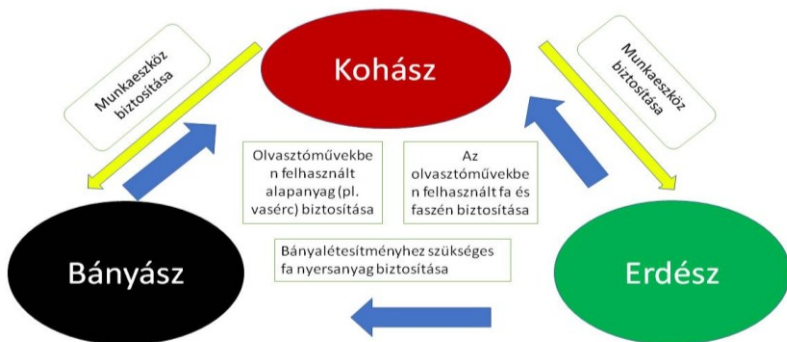 Kohász
Munkaeszköz
biztosítása
Munkaeszköz
biztosítása
Olvasztóművekbe
n felhasznált
alapanyag (pl.
vasérc) biztosítása
Az
olvasztóművekbe
n felhasznált fa és
faszén biztosítása
Bányász
Bányalétesítményhez szükséges
fa nyersanyag biztosítása
Erdész